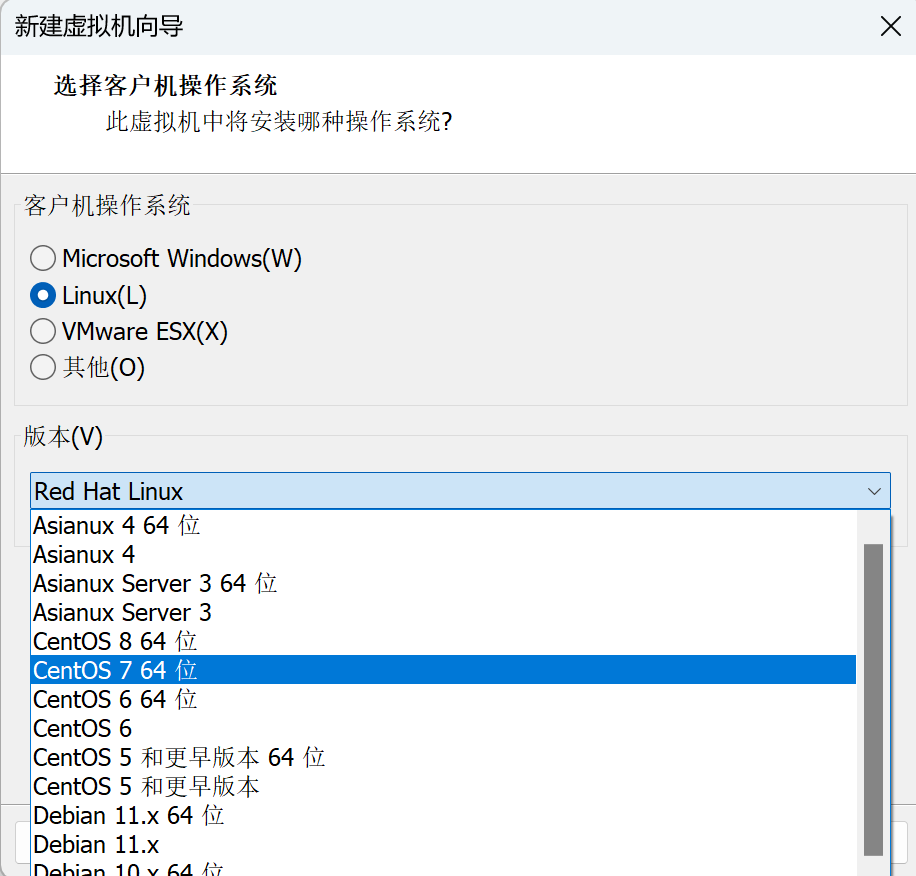 新建虚拟机向导
选择客户机操作系统
此虚拟机中将安装哪种操作系统?
客户机操作系统
Microsoft Windows(W)
Linux(L)
VMware ESX(X)
其他(O)
版本(V)
Red Hat Linux
Asianux 4 64 位
Asianux 4
Asianux Server 3 64 位
Asianux Server 3
CentOS 8 64 位
CentOS 7 64 位
CentOS 6 64 位
CentOS 6
CentOS 5 和更早版本 64 位
CentOS 5 和更早版本
Debian 11.x 64 位
Debian 11.x
Debian 10.x 64 位